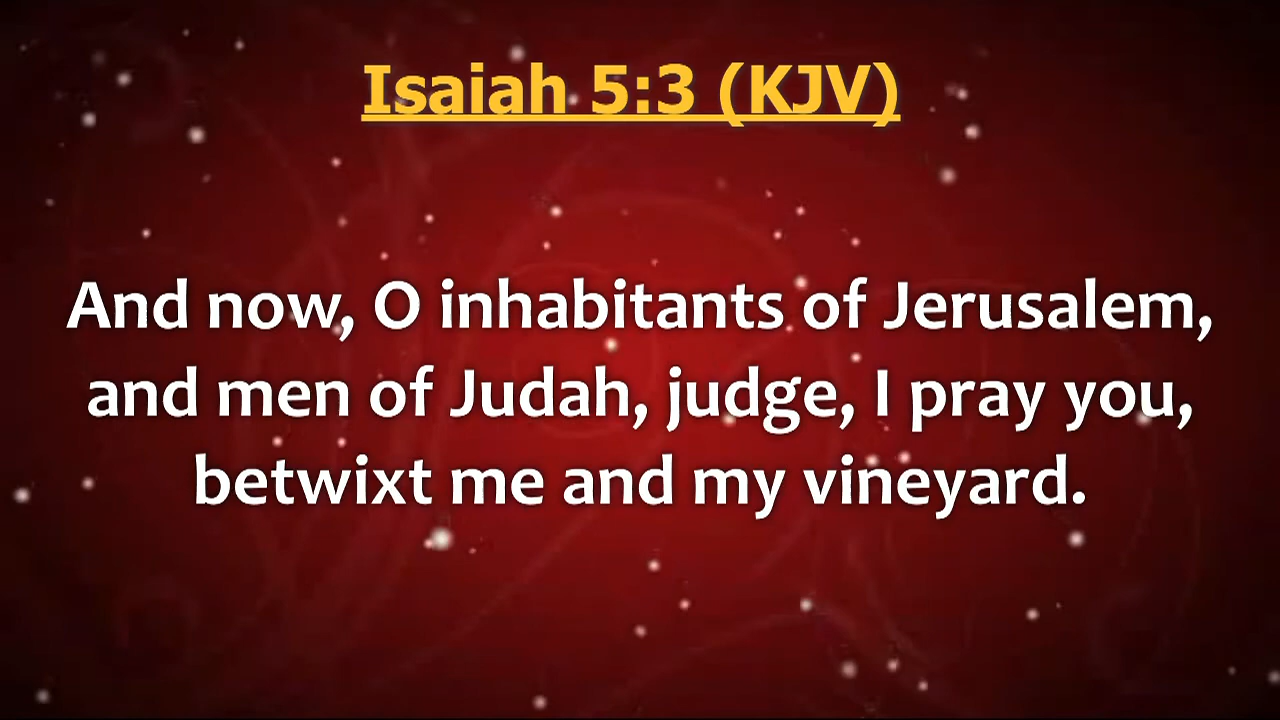 Isaiah 5:3 (KJV)
And now, O inhabitants of Jerusalem,
and men of Judah, judge, I pray you,
betwixt me and my vineyard.